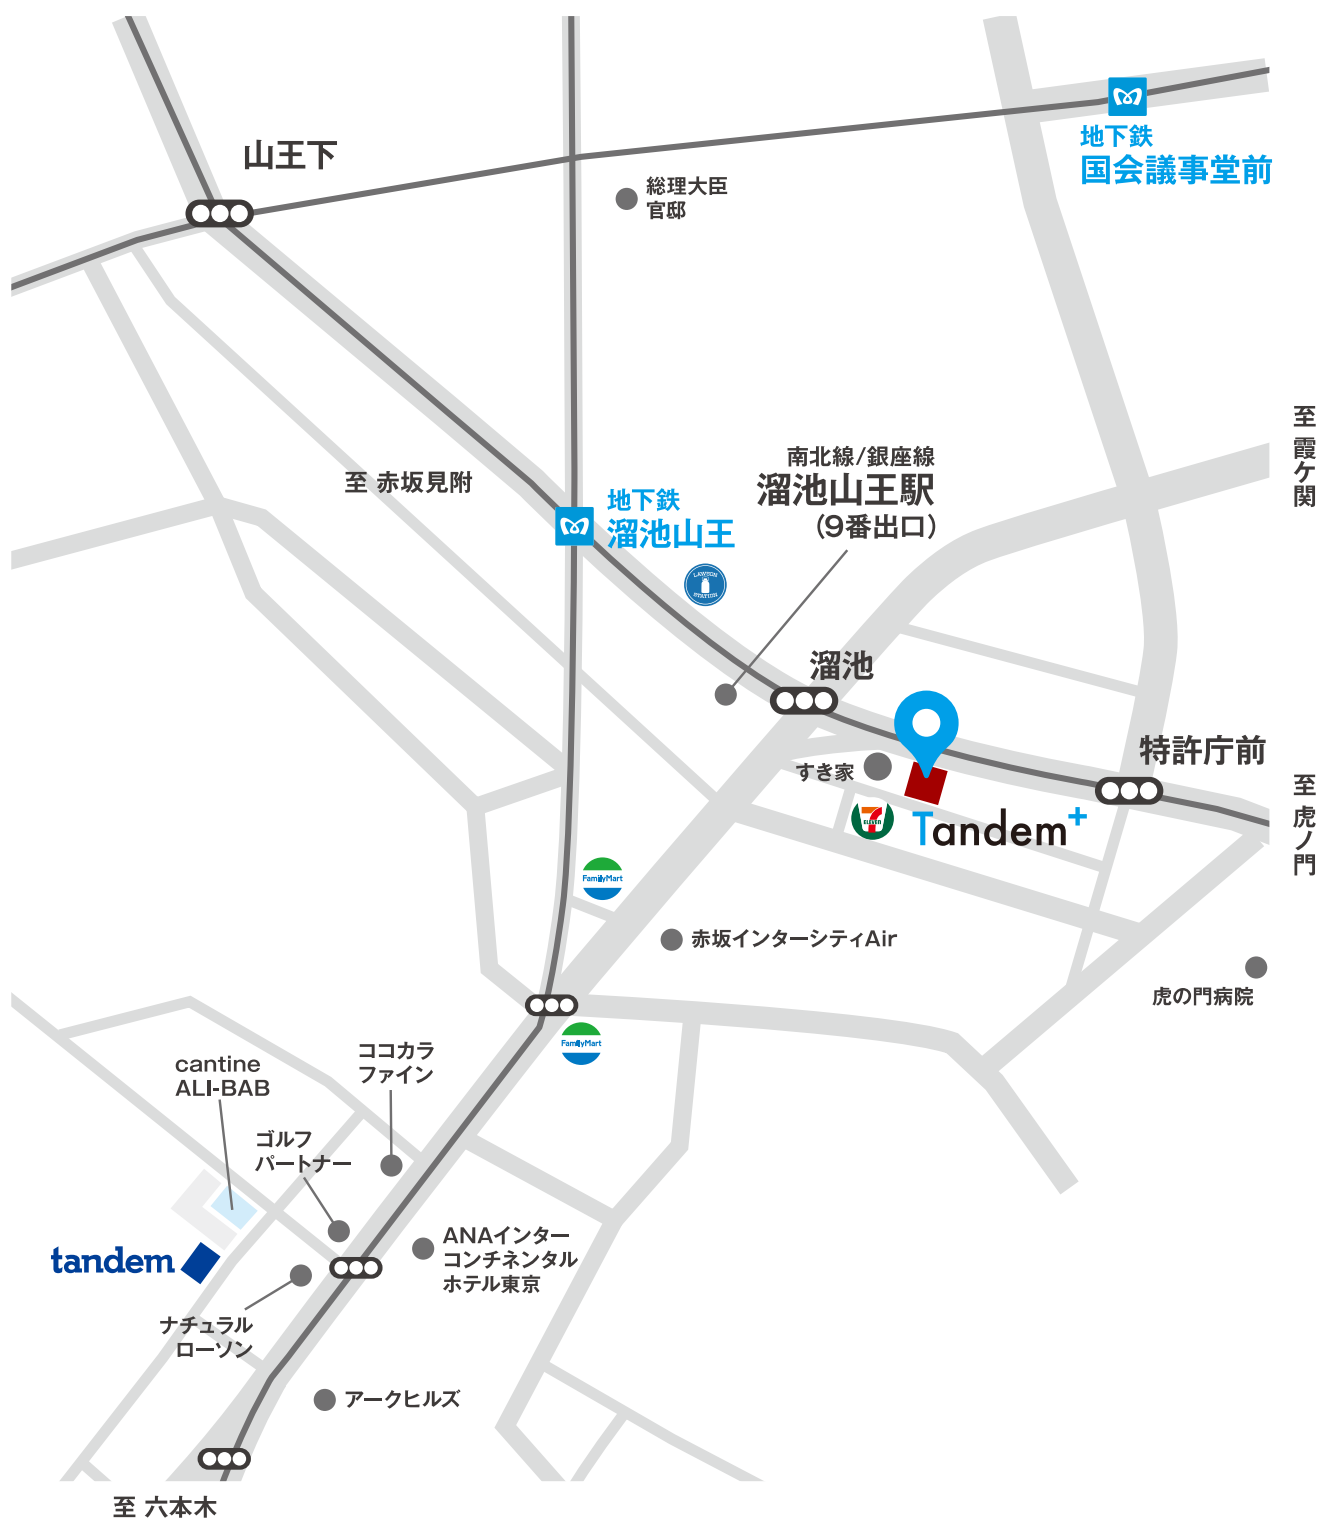 山王下
地下鉄
国会議事堂前
総理大臣
官邸
至 霞ケ関
南北線/銀座線
溜池山王駅
(9番出口)
至 赤坂見附
地下鉄
溜池山王
LAWSON
STATION
溜池
特許庁前
すき家
至 虎ノ門
7
ELEVEN
Tandem+
FamilyMart
赤坂インターシティAir
虎の門病院
FamilyMart
ココカラ
ファイン
cantine
ALI-BAB
ゴルフ
パートナー
ANAインター
コンチネンタル
ホテル東京
tandem
ナチュラル
ローソン
アークヒルズ
至 六本木